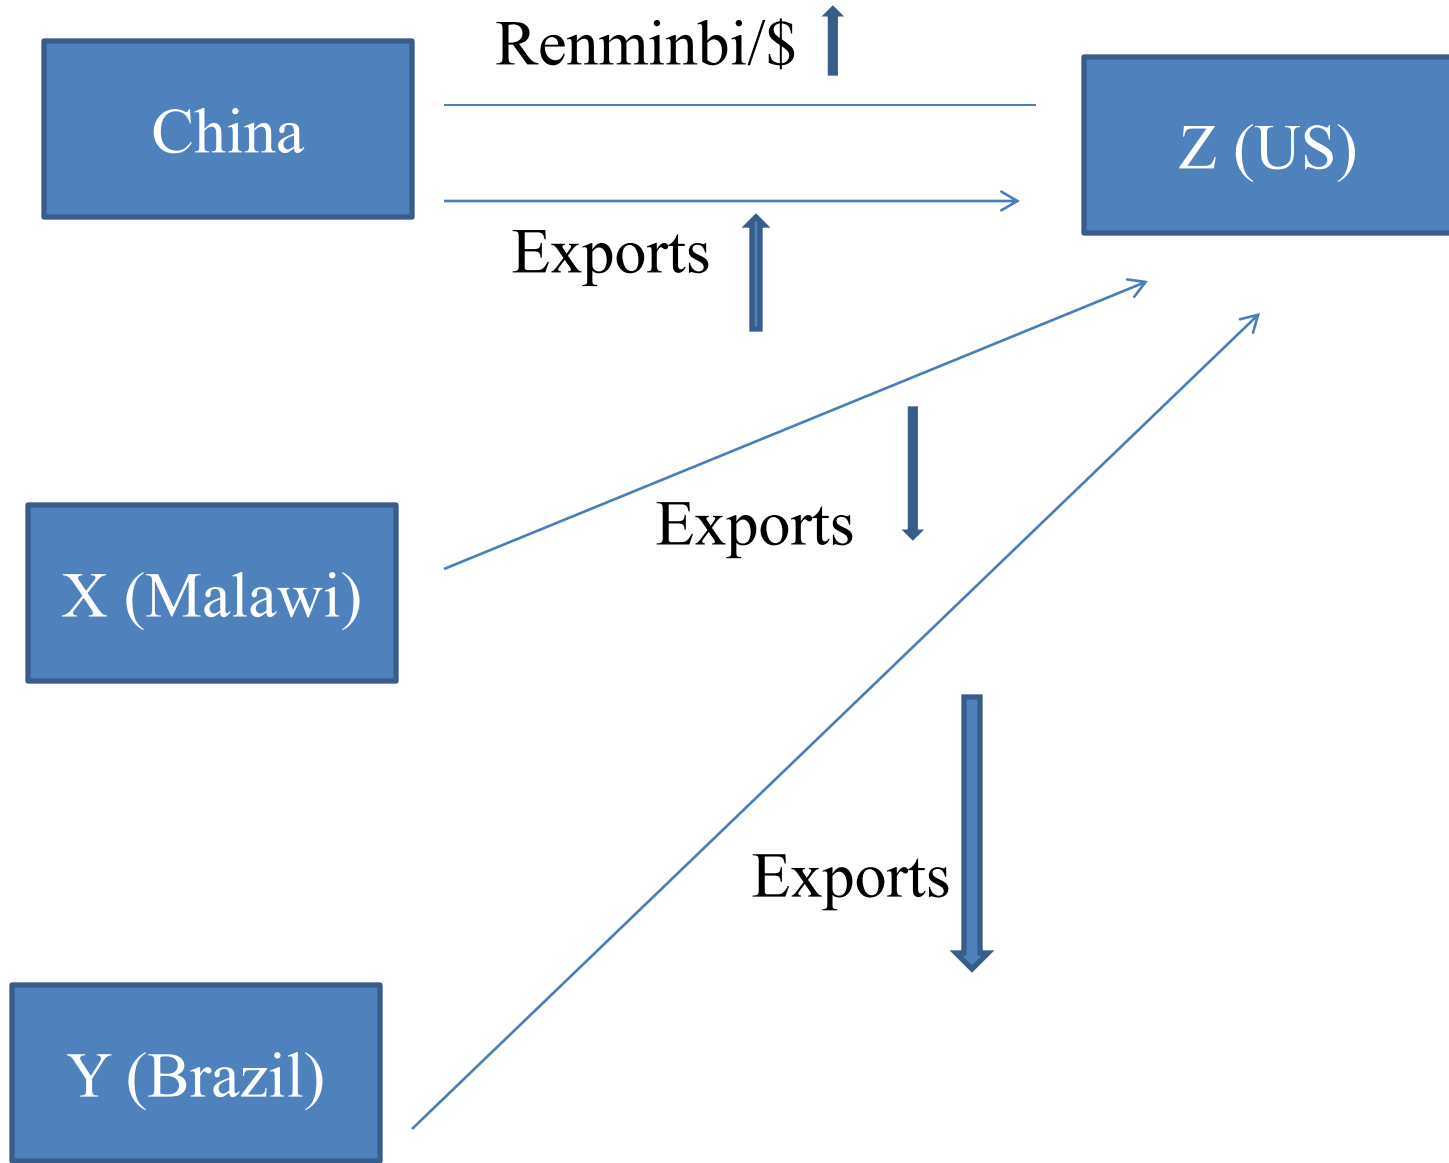 Renminbi/$
China
Z (US)
Exports
Exports
X (Malawi)
Exports
Y (Brazil)